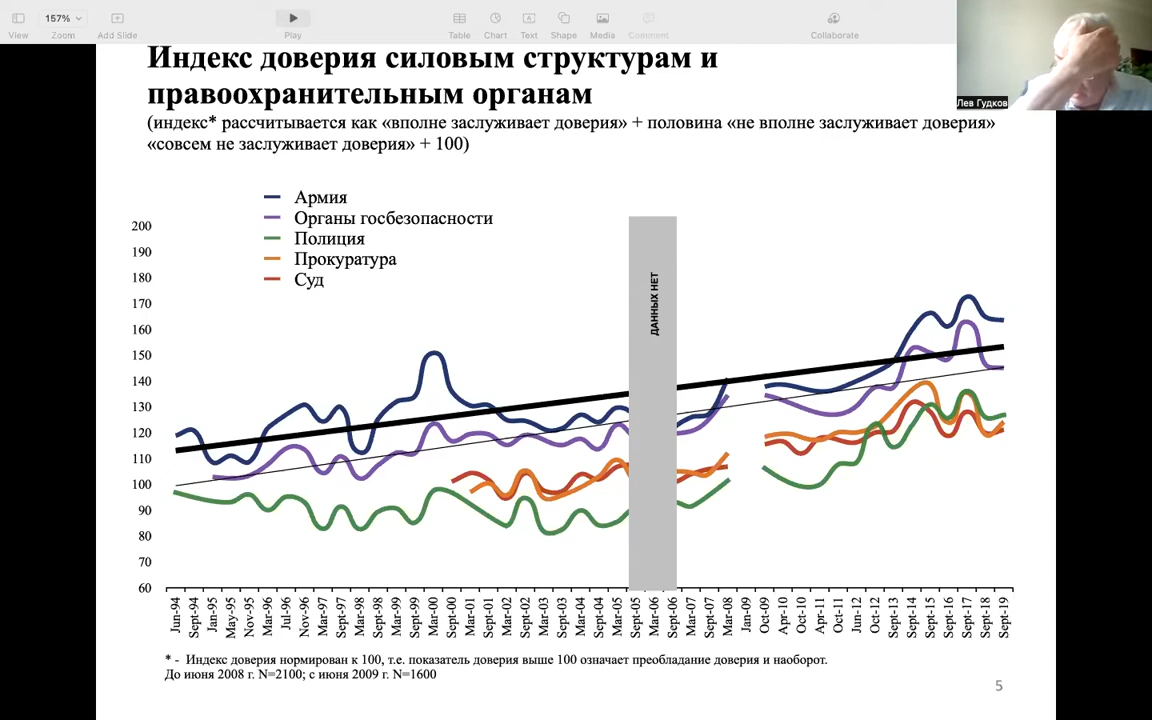 157%
View
Zoom
Add Slide
Play
Table
Chart
Text
Shape
Media
Comment
Collaborate
Лев Гудков
Индекс доверия силовым структурам и
правоохранительным органам
(индекс* рассчитывается как «вполне заслуживает доверия» + половина «не вполне заслуживает доверия»
«совсем не заслуживает доверия» + 100)
Армия
Органы госбезопасности
Полиция
Прокуратура
Суд
200
190
180
170
160
150
140
130
120
110
100
90
80
70
60
ДАННЫХ НЕТ
Jun-94
Sept-94
Jan-95
May-95
Nov-95
Mar-96
Jul-96
Nov-96
Mar-97
Sept-97
Mar-98
Sept-98
Mar-99
Sept-99
Mar-00
Sept-00
Mar-01
Sept-01
Mar-02
Sept-02
Mar-03
Sept-03
Mar-04
Sept-04
Mar-05
Sept-05
Mar-06
Sept-06
Mar-07
Sept-07
Mar-08
Jan-09
Oct-09
Apr-10
Oct-10
Apr-11
Oct-11
Jun-12
Oct-12
Sept-13
Sept-14
Sept-15
Sept-16
Sept-17
Sept-18
Sept-19
* - Индекс доверия нормирован к 100, т.е. показатель доверия выше 100 означает преобладание доверия и наоборот.
До июня 2008 г. N=2100; с июня 2009 г. N=1600
5